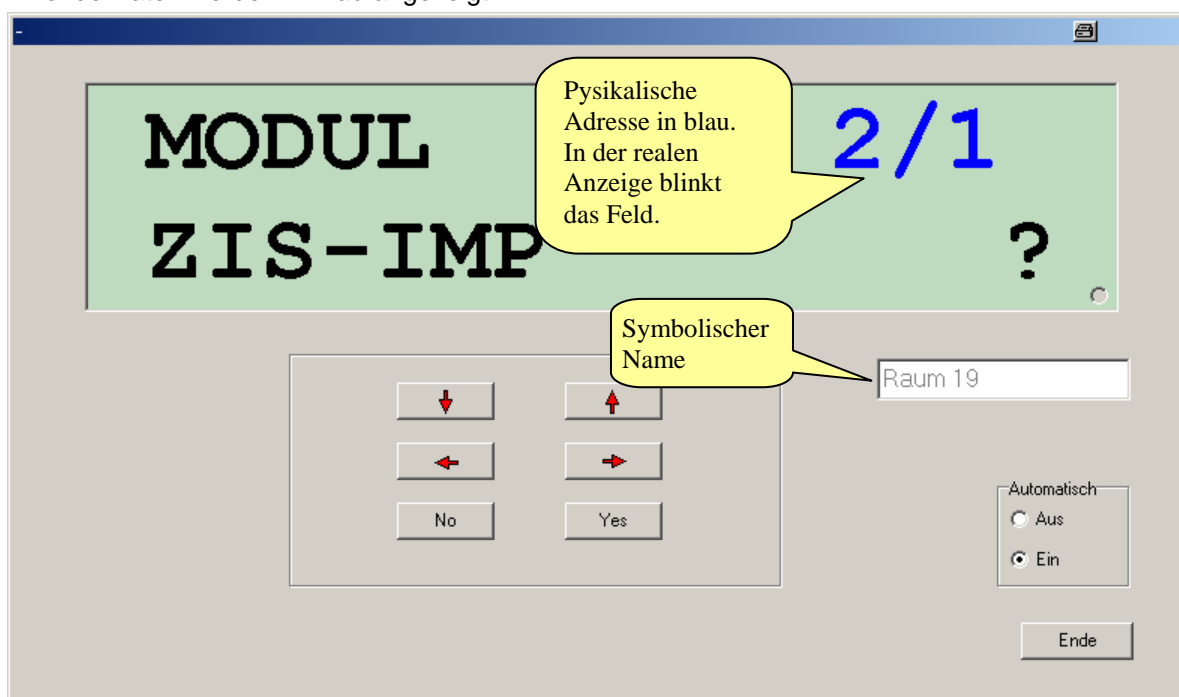 -
MODUL 2/1
ZIS-IMP ?
Pysikalische
Adresse in blau.
In der realen
Anzeige blinkt
das Feld.
Symbolischer
Name
Raum 19
No Yes
Automatisch
Aus
Ein
Ende